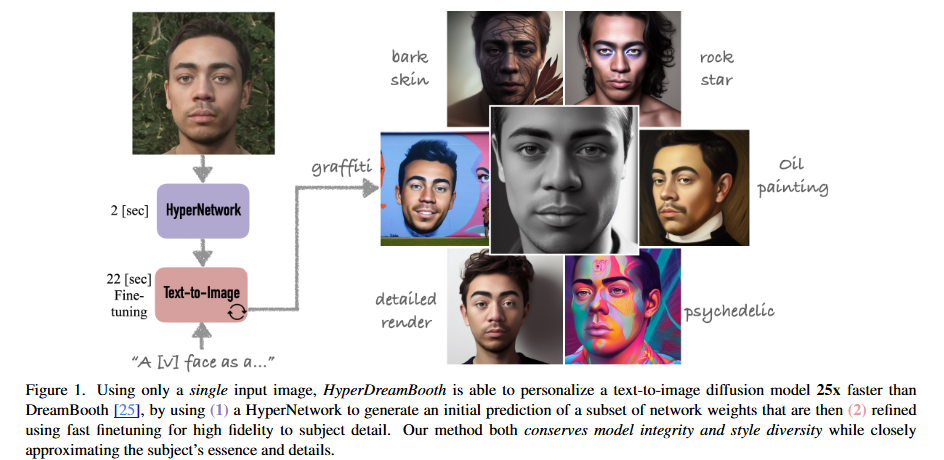 bark
skin
rock
star
graffiti
Oil
painting
2 [sec]
HyperNetwork
22 [sec]
Fine-
tuning
Text-to-Image
detailed
render
psychedelic
"A [V] face as a..."
Figure 1. Using only a single input image, HyperDreamBooth is able to personalize a text-to-image diffusion model 25x faster than
DreamBooth [25], by using (1) a HyperNetwork to generate an initial prediction of a subset of network weights that are then (2) refined
using fast finetuning for high fidelity to subject detail. Our method both conserves model integrity and style diversity while closely
approximating the subject's essence and details.